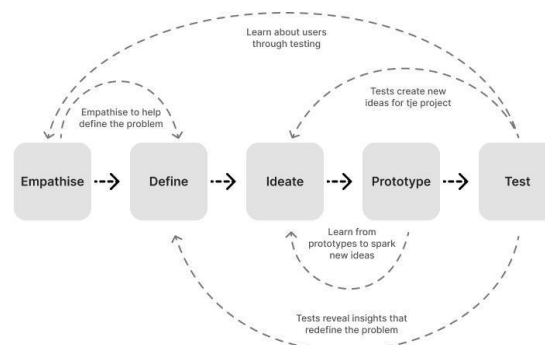 Learn about users
through testing
Empathise to help
define the problem
Tests create new
ideas for tje project
Empathise
Define
Ideate
Prototype
Test
Learn from
prototypes to spark
new ideas
Tests reveal insights that
redefine the problem